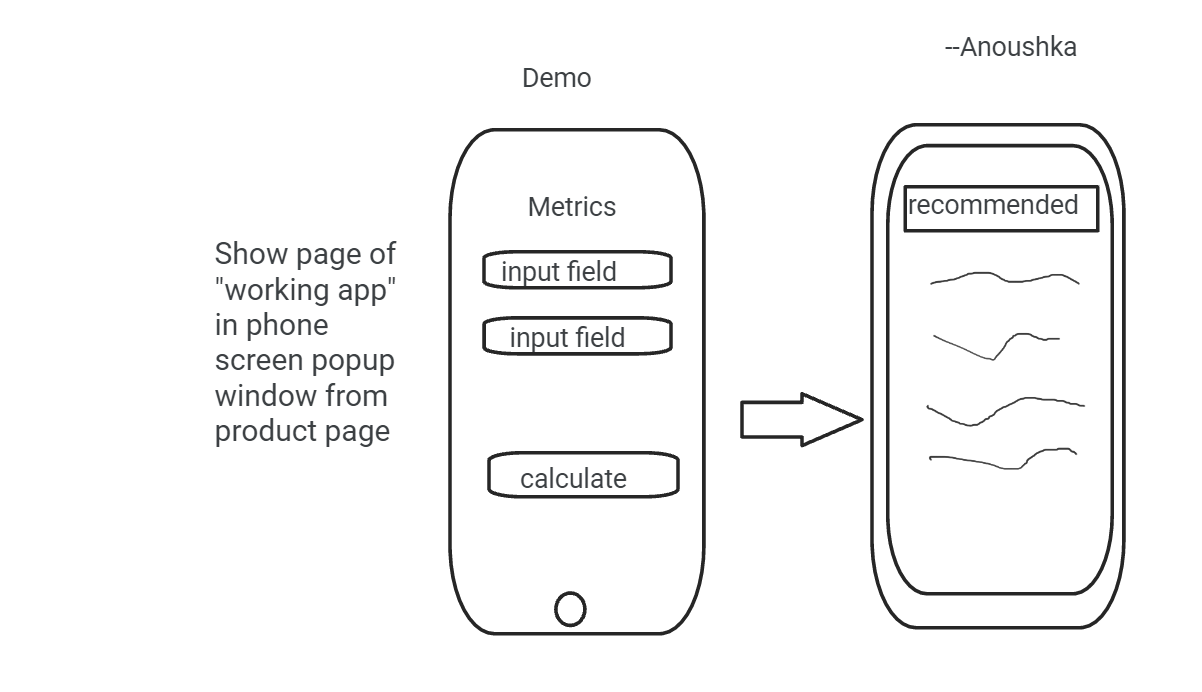 --Anoushka
Demo
Metrics
Show page of
"working app"
in phone
screen popup
window from
product page
input field
input field
calculate
recommended